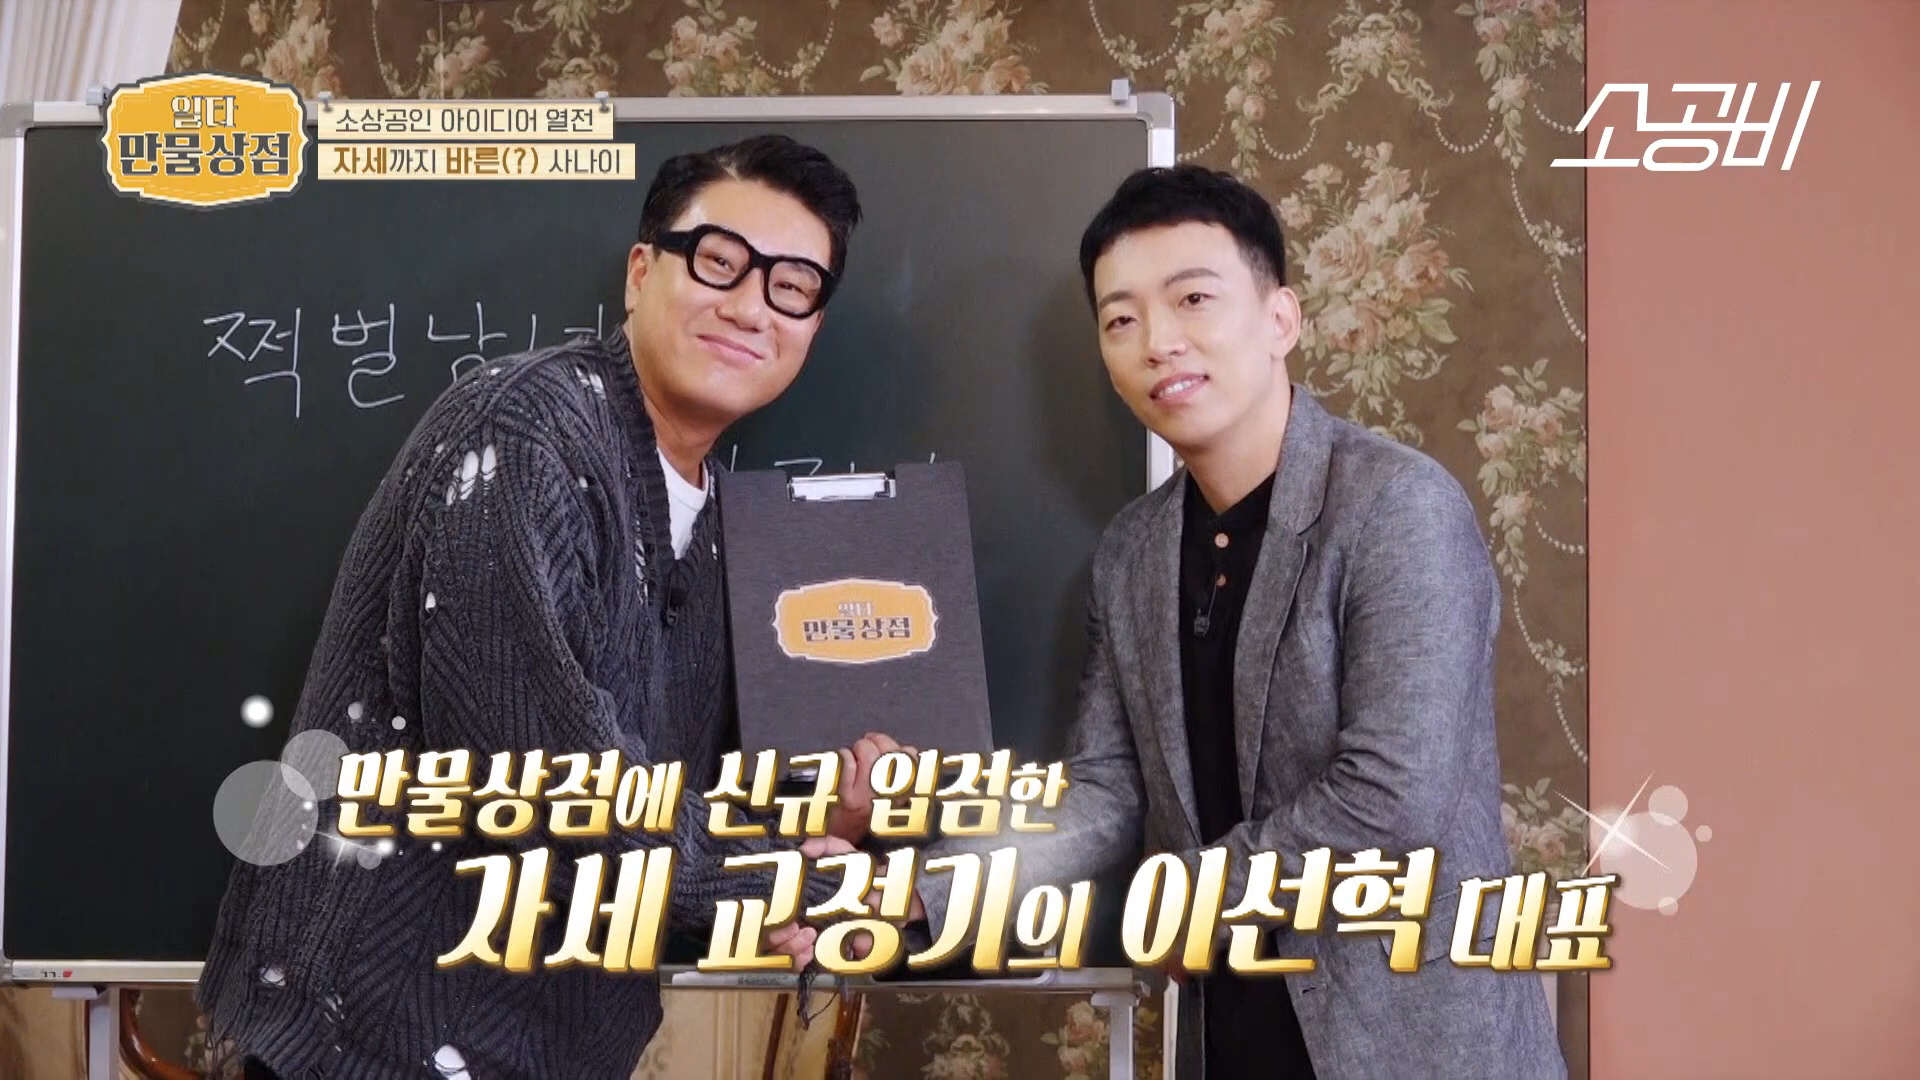 일타
만물상점
소상공인 아이디어 열전
자세까지 바른(?) 사나이
소공비
쩍벌남녀
일타
만물상점
만물상점에 신규 입점한
자세 교정기의 이선혁 대표